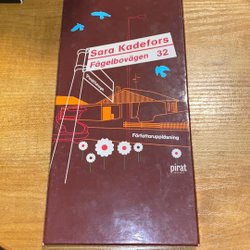 Sara Kadefors
Fågelbovägen 32
Författaruppläsning
pirat